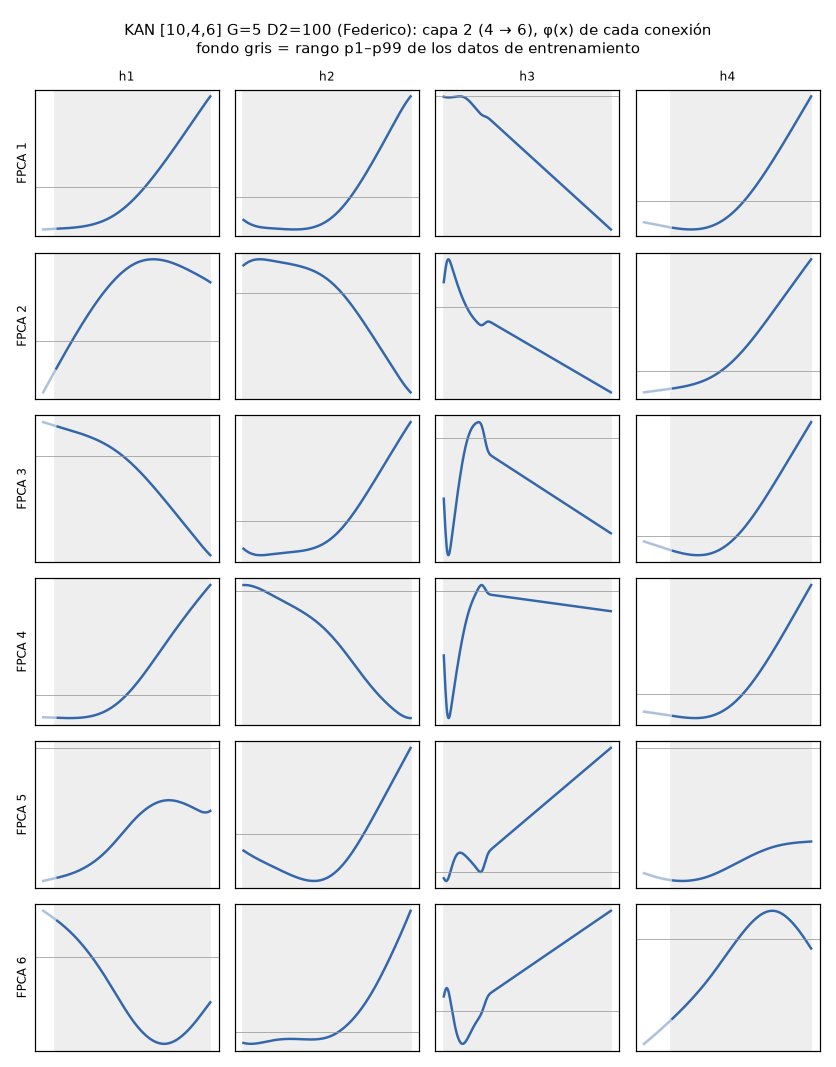 KAN [10,4,6] G=5 D2=100 (Federico): capa 2 (4 → 6), φ(x) de cada conexión
fondo gris = rango p1–p99 de los datos de entrenamiento
h1 h2 h3 h4
FPCA 1
FPCA 2
FPCA 3
FPCA 4
FPCA 5
FPCA 6